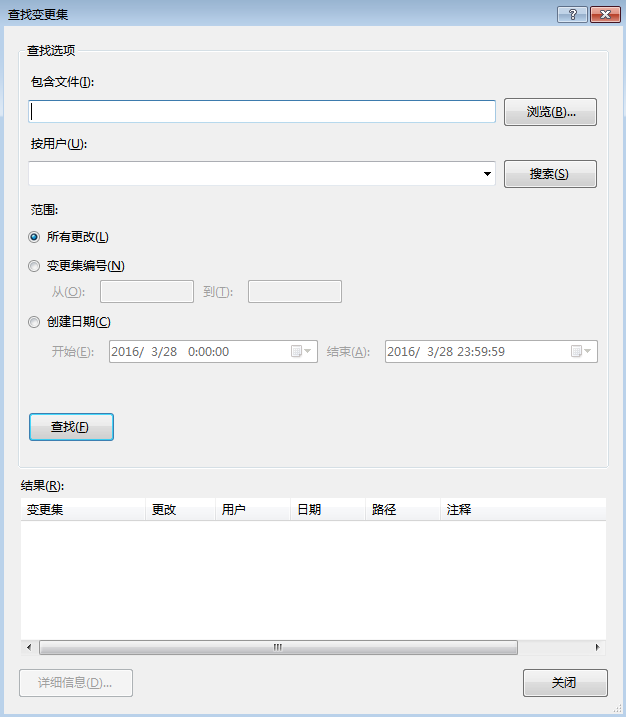 查找变更集
查找选项
包含文件(I):
浏览(B)...
按用户(U):
搜索(S)
范围:
所有更改(L)
变更集编号(N)
从(O): 到(T):
创建日期(C)
开始(E): 2016/ 3/28 0:00:00 结束(A): 2016/ 3/28 23:59:59
查找(F)
结果(R):
变更集 更改 用户 日期 路径 注释
详细信息(D)... 关闭